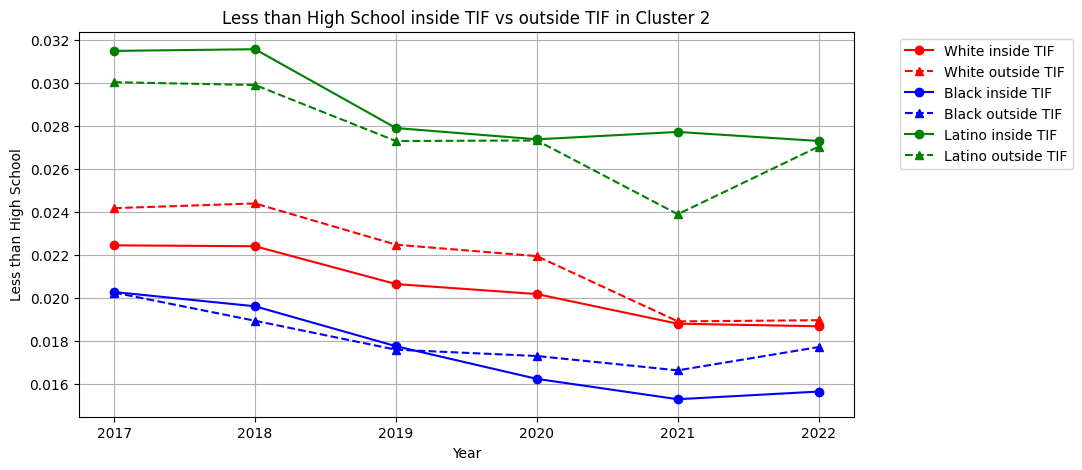 Less than High School inside TIF vs outside TIF in Cluster 2
0.032
0.030
0.028
0.026
0.024
0.022
0.020
0.018
0.016
Less than High School
2017 2018 2019 2020 2021 2022
Year
White inside TIF
White outside TIF
Black inside TIF
Black outside TIF
Latino inside TIF
Latino outside TIF